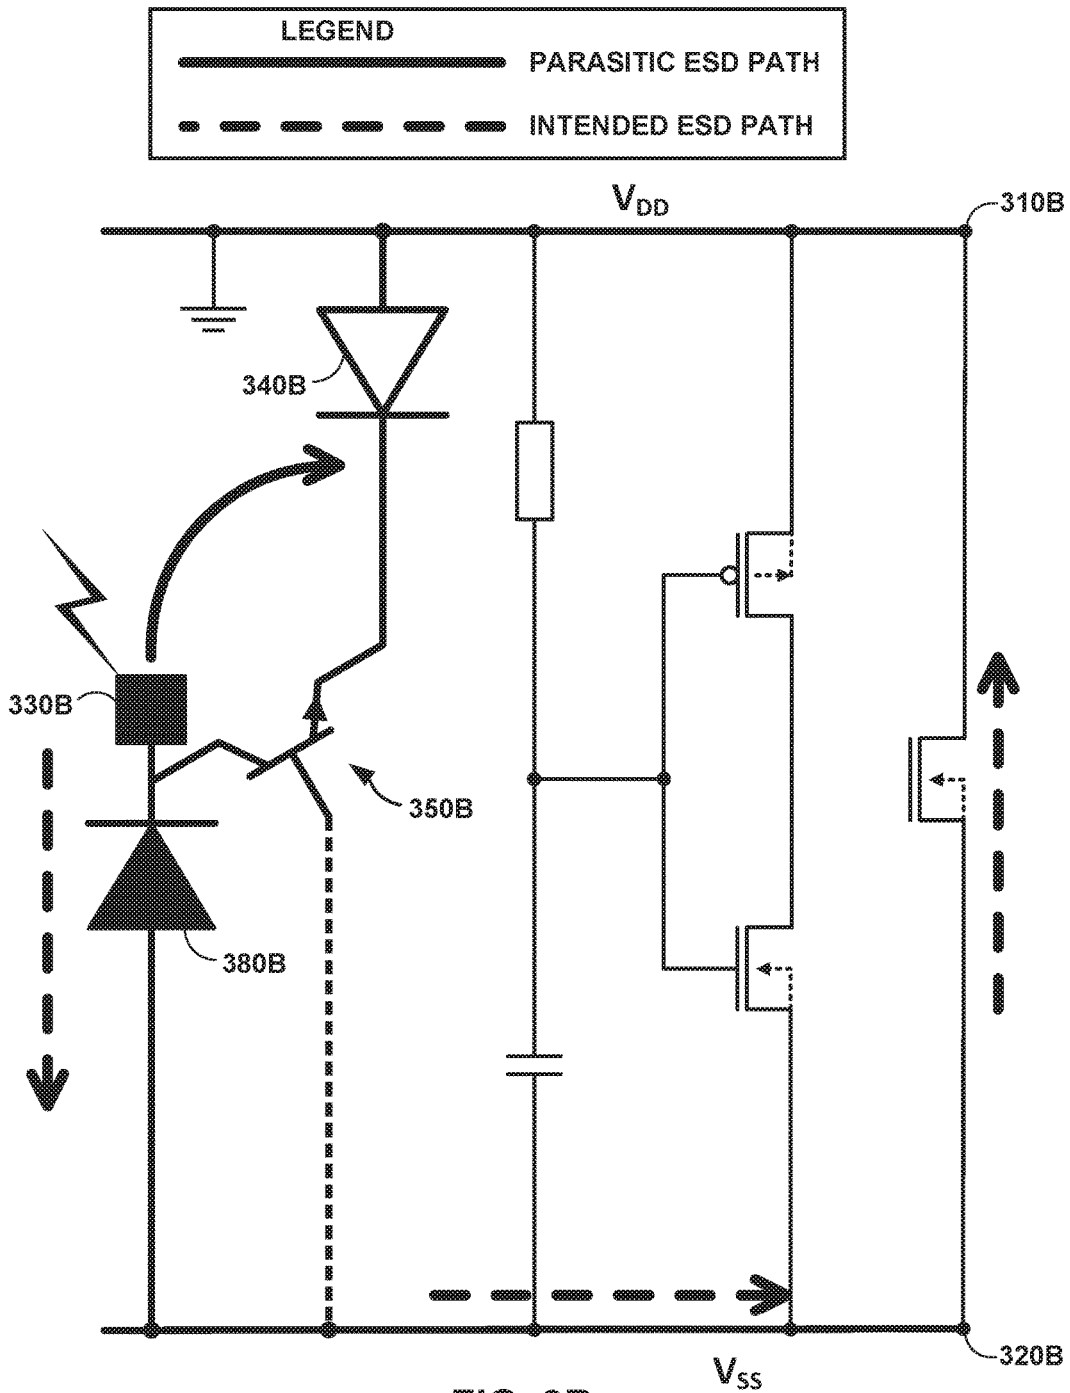 LEGEND
PARASITIC ESD PATH
INTENDED ESD PATH
VDD
310B
340B
330B
350B
380B
320B
VSS